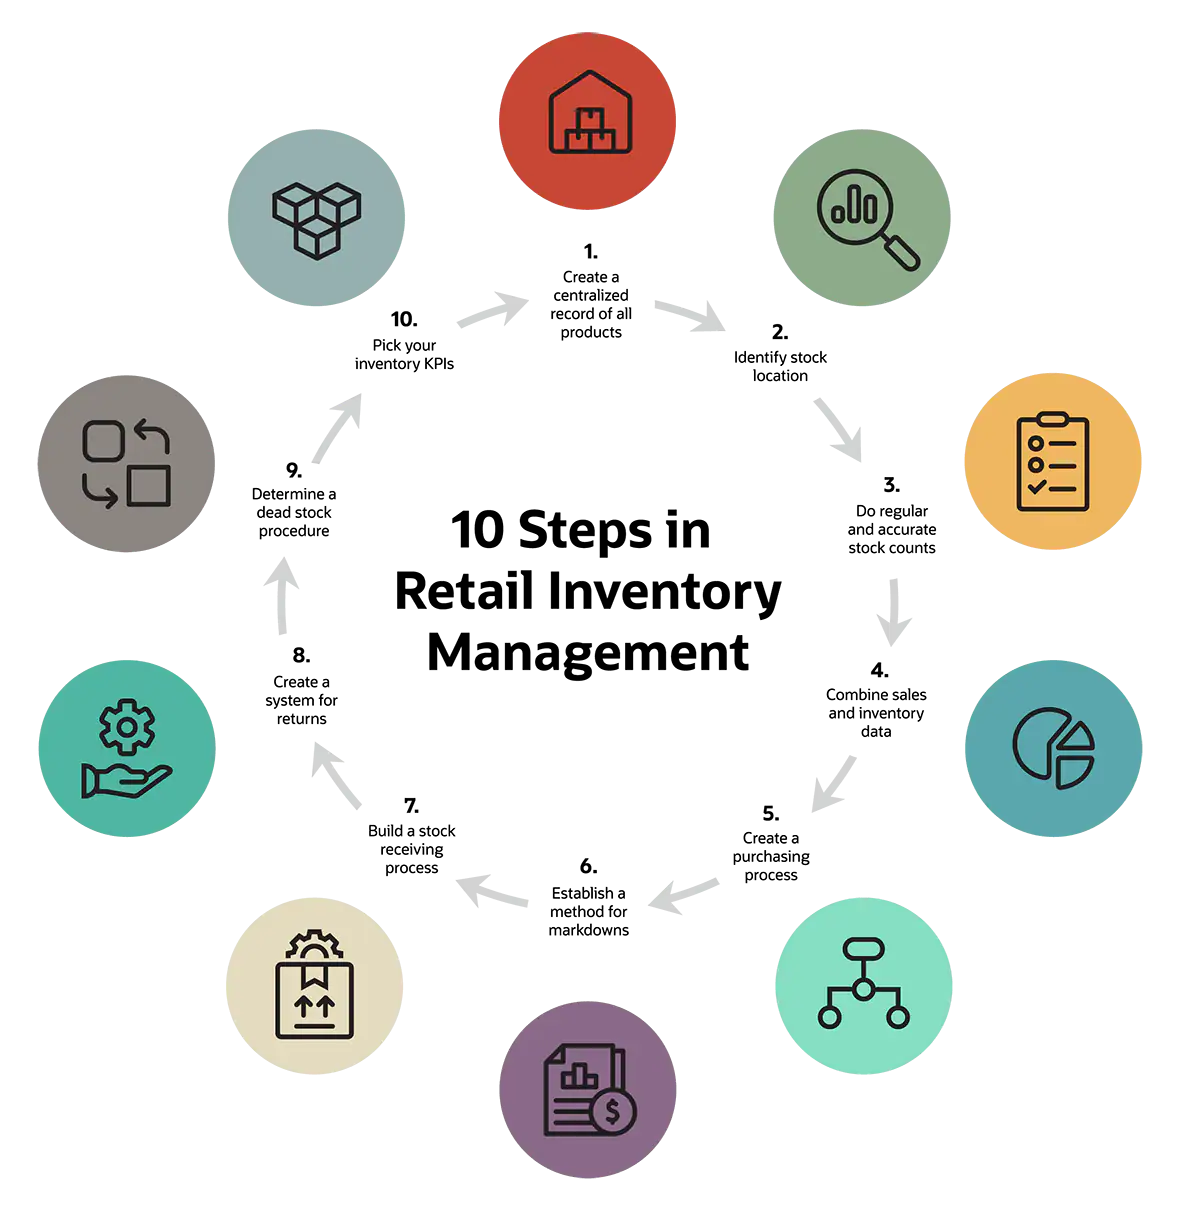 10 Steps in
Retail Inventory
Management
1.
Create a
centralized
record of all
products
2.
Identify stock
location
3.
Do regular
and accurate
stock counts
4.
Combine sales
and inventory
data
5.
Create a
purchasing
process
6.
Establish a
method for
markdowns
7.
Build a stock
receiving
process
8.
Create a
system for
returns
9.
Determine a
dead stock
procedure
10.
Pick your
inventory KPIs
$